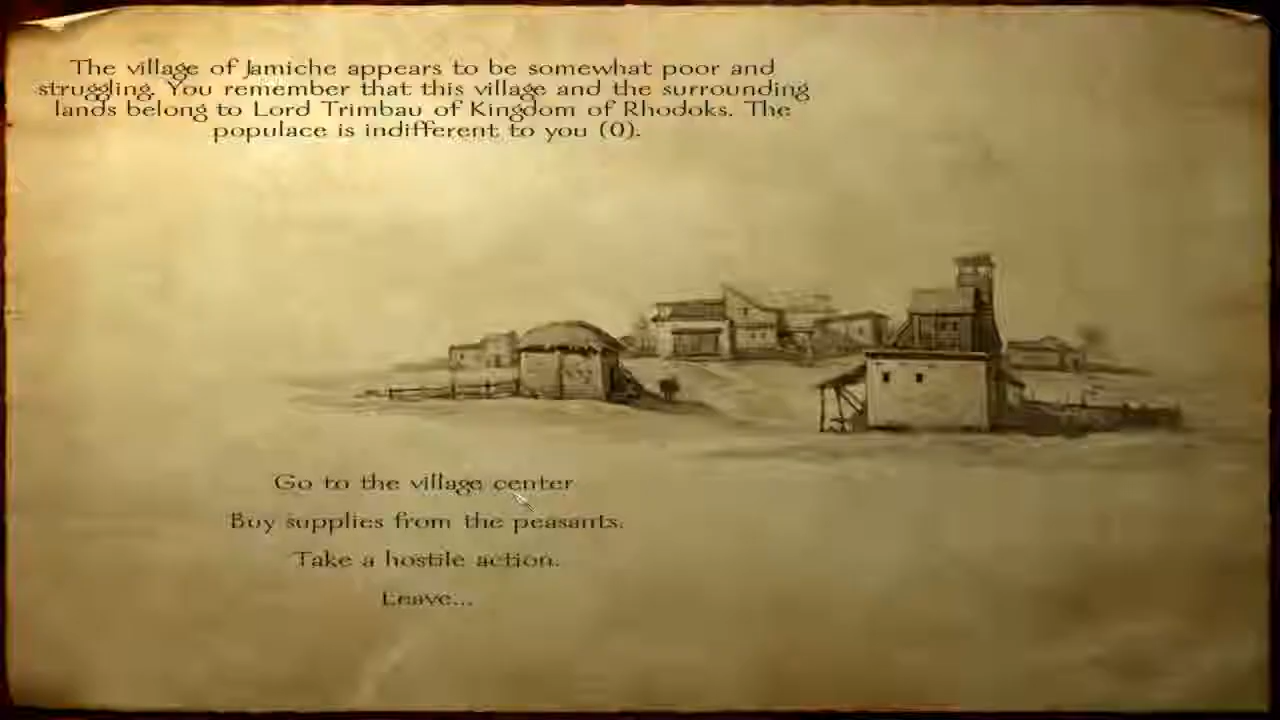 The village of Jamiche appears to be somewhat poor and
struggling. You remember that this village and the surrounding
lands belong to Lord Trimbau of Kingdom of Rhodoks. The
populace is indifferent to you (0).
Go to the village center
Buy supplies from the peasants.
Take a hostile action.
Leave...